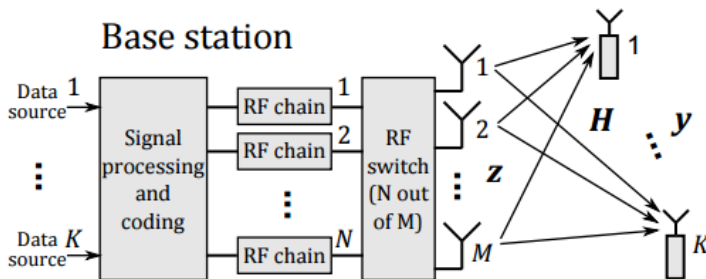 Base station
Data source 1
Data source K
Signal processing and coding
RF chain 1
RF chain 2
RF chain N
RF switch (N out of M)
1
2
M
z
H
y
1
K